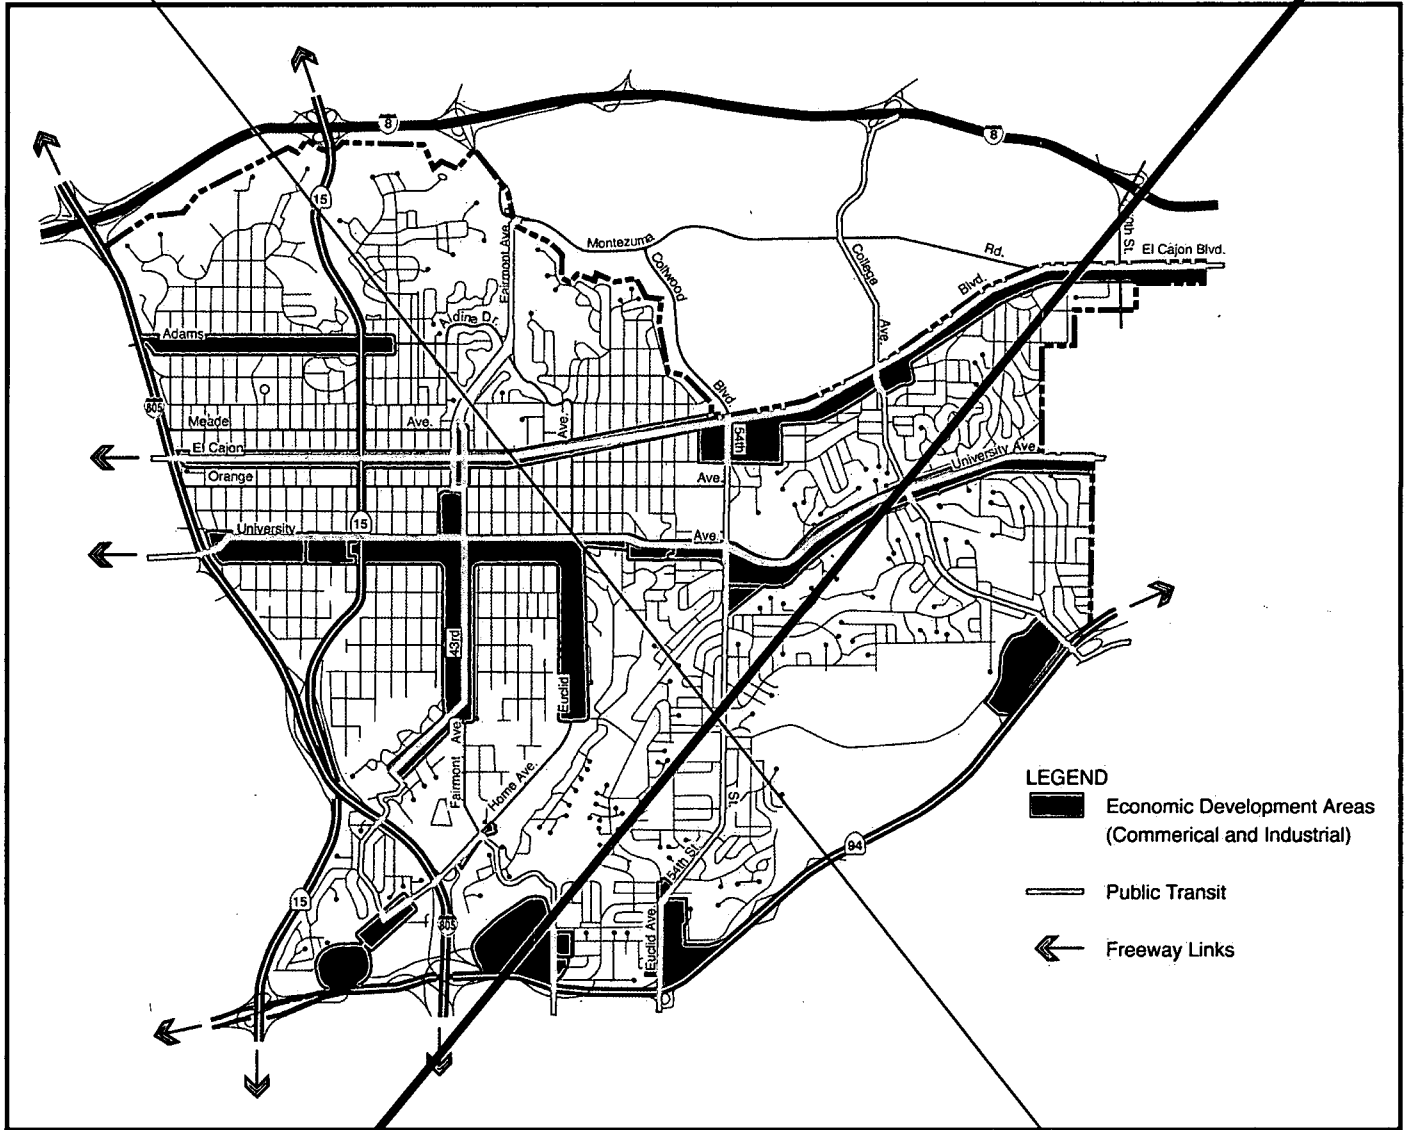 8
8
15
Fairmont Ave.
Montezuma
Rd.
Collwood
Blvd.
College
Ave.
Blvd.
El Cajon Blvd.
Adams
Aldina Dr.
805
Meade
Ave.
Ave.
El Cajon
Orange
Ave.
54th
University Ave.
15
University
Ave.
43rd
Euclid
Fairmont
Ave.
Home Ave.
St.
54th St.
Euclid Ave.
94
15
805
LEGEND
Economic Development Areas
(Commerical and Industrial)
Public Transit
Freeway Links